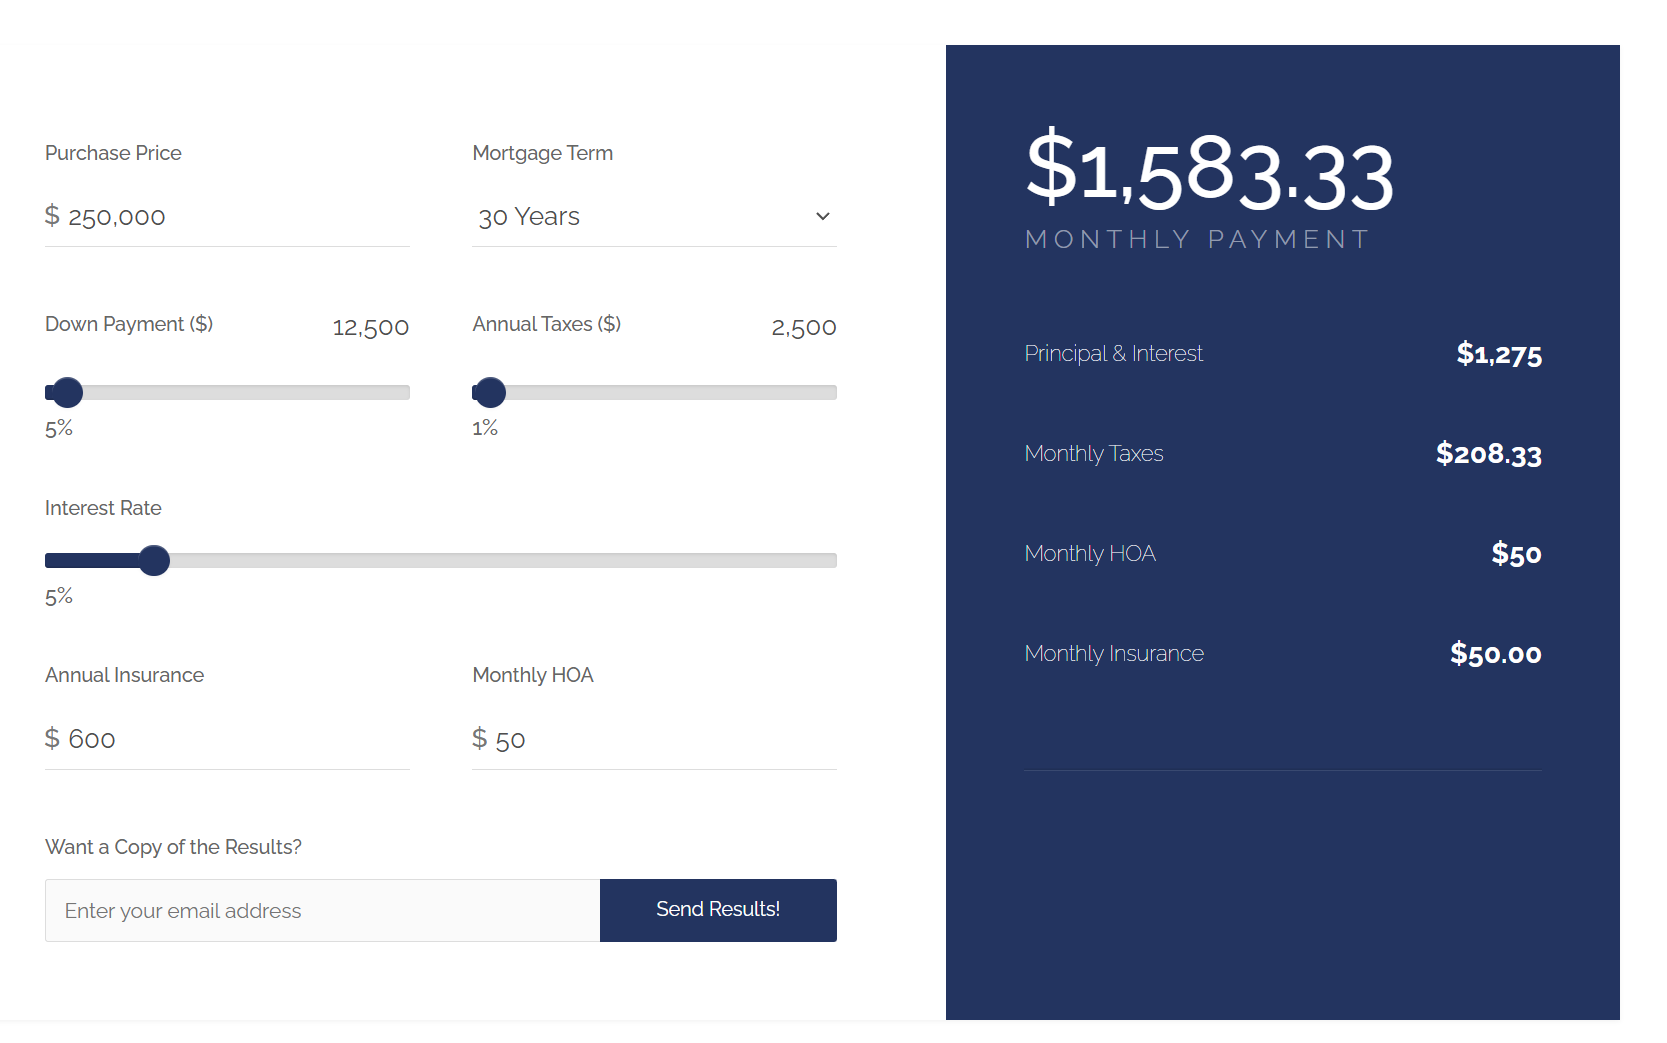 Purchase Price
$ 250,000
Mortgage Term
30 Years
Down Payment ($) 12,500
5%
Annual Taxes ($) 2,500
1%
Interest Rate
5%
Annual Insurance
$ 600
Monthly HOA
$ 50
Want a Copy of the Results?
Enter your email address
Send Results!
$1,583.33
MONTHLY PAYMENT
Principal & Interest $1,275
Monthly Taxes $208.33
Monthly HOA $50
Monthly Insurance $50.00